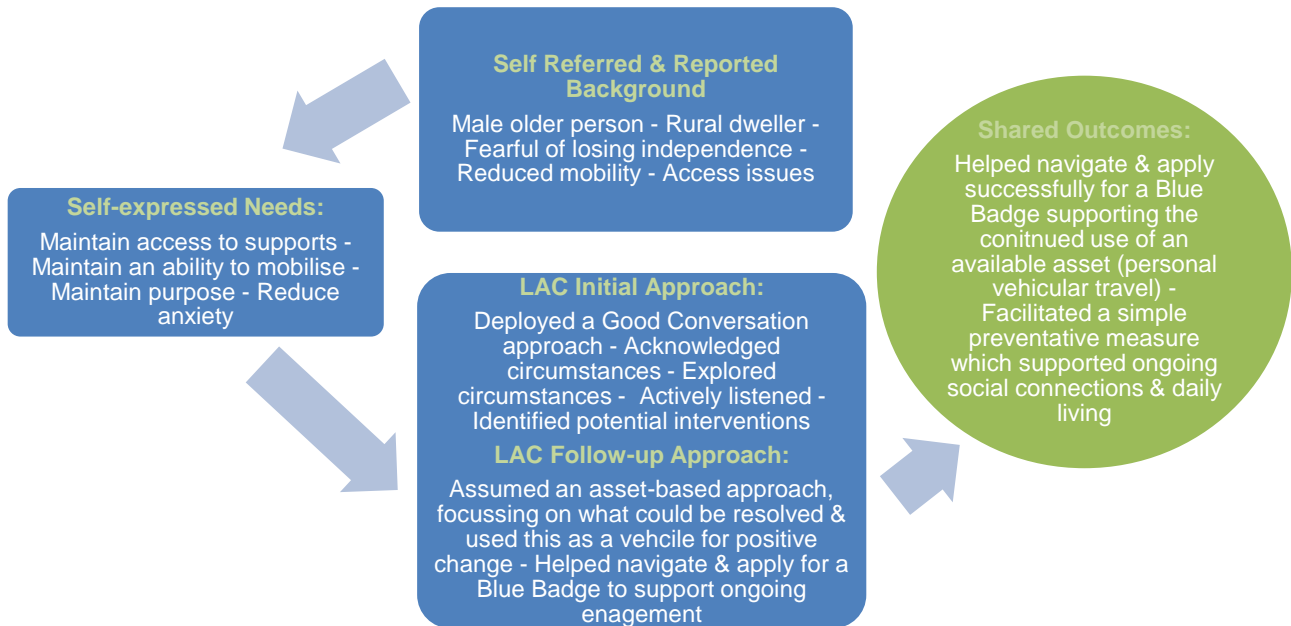 Self Referred & Reported
Background
Male older person - Rural dweller -
Fearful of losing independence -
Reduced mobility - Access issues
Self-expressed Needs:
Maintain access to supports -
Maintain an ability to mobilise -
Maintain purpose - Reduce
anxiety
LAC Initial Approach:
Deployed a Good Conversation
approach - Acknowledged
circumstances - Explored
circumstances - Actively listened -
Identified potential interventions
LAC Follow-up Approach:
Assumed an asset-based approach,
focussing on what could be resolved &
used this as a vehcile for positive
change - Helped navigate & apply for a
Blue Badge to support ongoing
enagement
Shared Outcomes:
Helped navigate & apply
successfully for a Blue
Badge supporting the
conitnued use of an
available asset (personal
vehicular travel) -
Facilitated a simple
preventative measure
which supported ongoing
social connections & daily
living